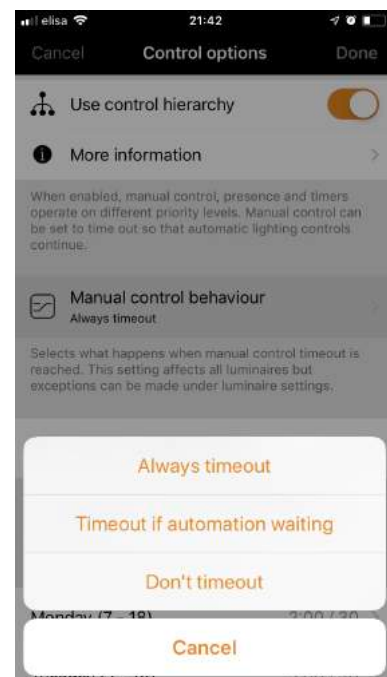 elisa 21:42
Cancel Control options Done
Use control hierarchy
More information
When enabled, manual control, presence and timers
operate on different priority levels. Manual control can
be set to time out so that automatic lighting controls
continue.
Manual control behaviour
Always timeout
Selects what happens when manual control timeout is
reached. This setting affects all luminaires but
exceptions can be made under luminaire settings.
Always timeout
Timeout if automation waiting
Don't timeout
Monday (7 - 18) 2:00 / 30
Cancel